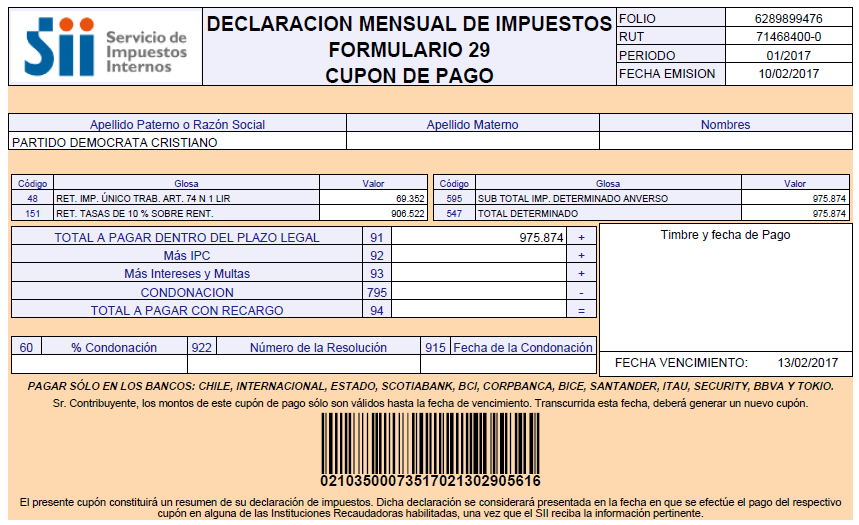 sii Servicio de
Impuestos
Internos
DECLARACION MENSUAL DE IMPUESTOS
FORMULARIO 29
CUPON DE PAGO
FOLIO 6289899476
RUT 71468400-0
PERIODO 01/2017
FECHA EMISION 10/02/2017
Apellido Paterno o Razón Social Apellido Materno Nombres
PARTIDO DEMOCRATA CRISTIANO
Código Glosa Valor Código Glosa Valor
48 RET. IMP. ÚNICO TRAB. ART. 74 N 1 LIR 69.352 595 SUB TOTAL IMP. DETERMINADO ANVERSO 975.874
151 RET. TASAS DE 10 % SOBRE RENT. 906.522 547 TOTAL DETERMINADO 975.874
TOTAL A PAGAR DENTRO DEL PLAZO LEGAL 91 975.874 +
Más IPC 92 +
Más Intereses y Multas 93 +
CONDONACION 795 -
TOTAL A PAGAR CON RECARGO 94 =
Timbre y fecha de Pago
60 % Condonación 922 Número de la Resolución 915 Fecha de la Condonación
FECHA VENCIMIENTO: 13/02/2017
PAGAR SÓLO EN LOS BANCOS: CHILE, INTERNACIONAL, ESTADO, SCOTIABANK, BCI, CORPBANCA, BICE, SANTANDER, ITAU, SECURITY, BBVA Y TOKIO.
Sr. Contribuyente, los montos de este cupón de pago sólo son válidos hasta la fecha de vencimiento. Transcurrida esta fecha, deberá generar un nuevo cupón.
02103500073517021302905616
El presente cupón constituirá un resumen de su declaración de impuestos. Dicha declaración se considerará presentada en la fecha en que se efectúe el pago del respectivo
cupón en alguna de las Instituciones Recaudadoras habilitadas, una vez que el SII reciba la información pertinente.